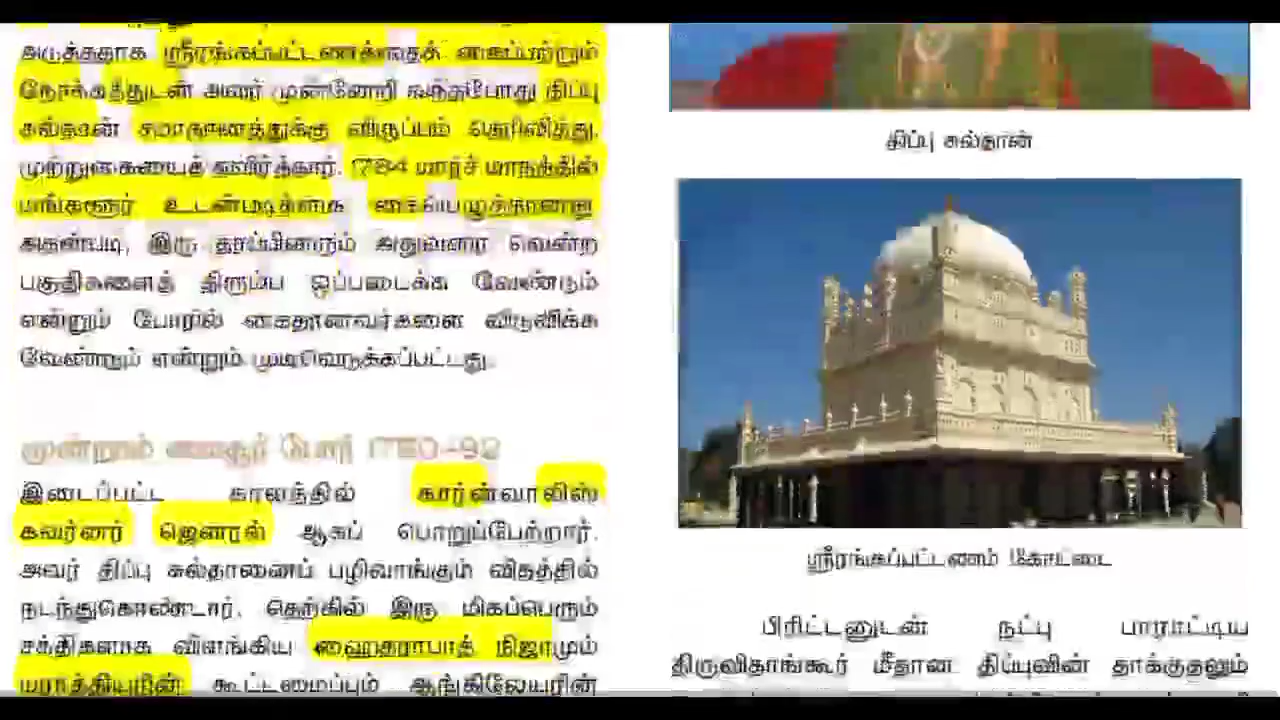 அடுத்ததாக ஸ்ரீரங்கப்பட்டணத்தைக் கைப்பற்றும்
நோக்கத்துடன் அவர் முன்னேறி வந்தபோது திப்பு
சுல்தான் சமாதானத்துக்கு விருப்பம் தெரிவித்து
முற்றுகையைத் தவிர்த்தார். 1784 மார்ச் மாதத்தில்
மங்களூர் உடன்படிக்கை கையெழுத்தானது
அதன்படி, இரு தரப்பினரும் அதுவரை வென்ற
பகுதிகளைத் திரும்ப ஒப்படைக்க வேண்டும்
என்றும் போரில் கைதானவர்களை விடுவிக்க
வேண்டும் என்றும் முடிவெடுக்கப்பட்டது.
மூன்றாம் மைசூர் போர் 1790–92
இடைப்பட்ட காலத்தில் கார்ன்வாலிஸ்
கவர்னர் ஜெனரல் ஆகப் பொறுப்பேற்றார்.
அவர் திப்பு சுல்தானைப் பழிவாங்கும் விதத்தில்
நடந்துகொண்டார். தெற்கில் இரு மிகப்பெரும்
சக்திகளாக விளங்கிய ஹைதராபாத் நிஜாமும்
மராத்தியரின் கூட்டமைப்பும் ஆங்கிலேயரின்
திப்பு சுல்தான்
ஸ்ரீரங்கப்பட்டணம் கோட்டை
பிரிட்டனுடன் நட்பு பாராட்டிய
திருவிதாங்கூர் மீதான திப்புவின் தாக்குதலும்